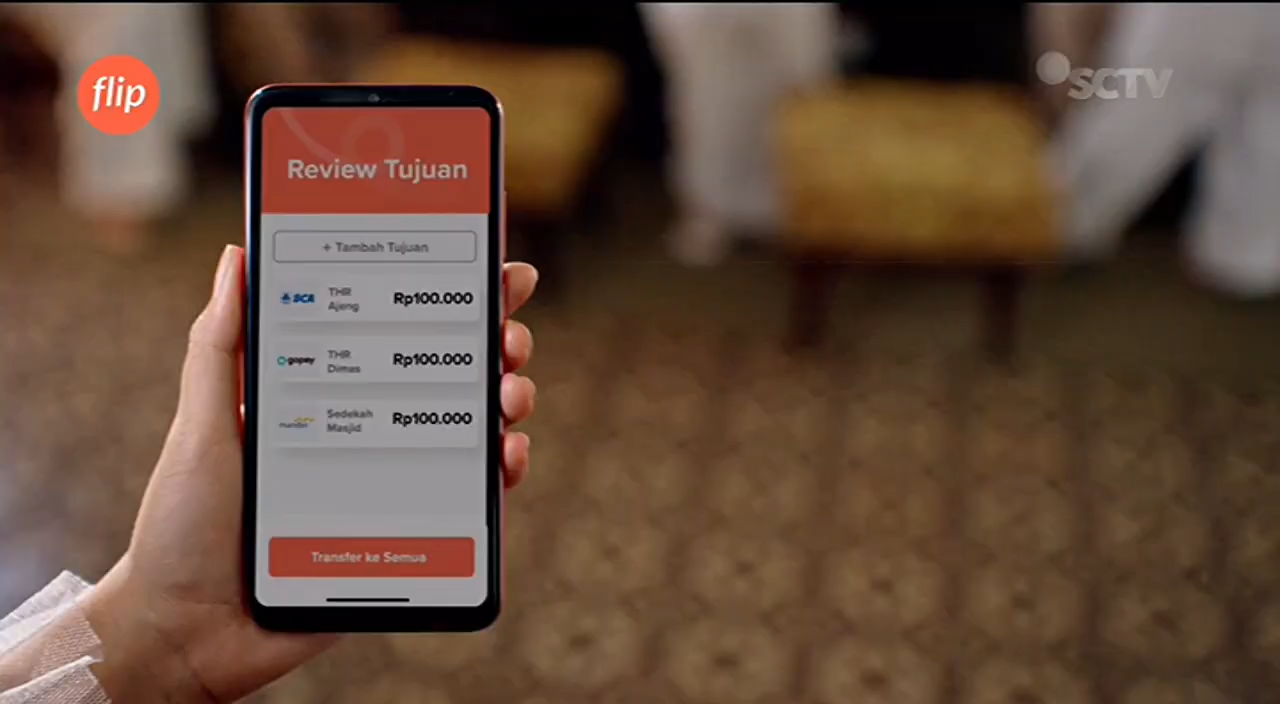 flip
SCTV
Review Tujuan
+ Tambah Tujuan
BCA
THR
Ajeng
Rp100.000
gopay
THR
Dimas
Rp100.000
mandiri
Sedekah
Masjid
Rp100.000
Transfer ke Semua